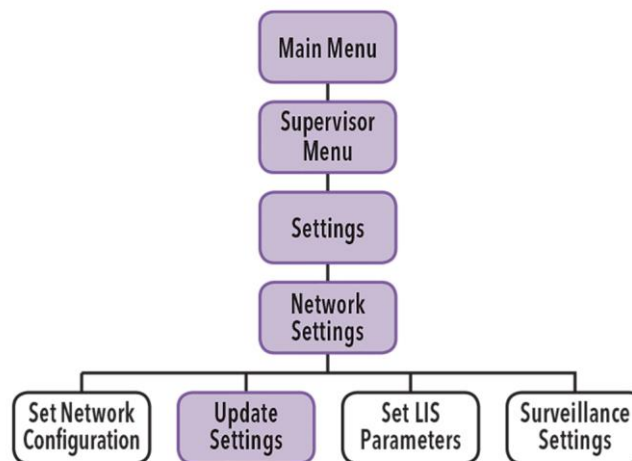 Main Menu
Supervisor
Menu
Settings
Network
Settings
Set Network
Configuration
Update
Settings
Set LIS
Parameters
Surveillance
Settings